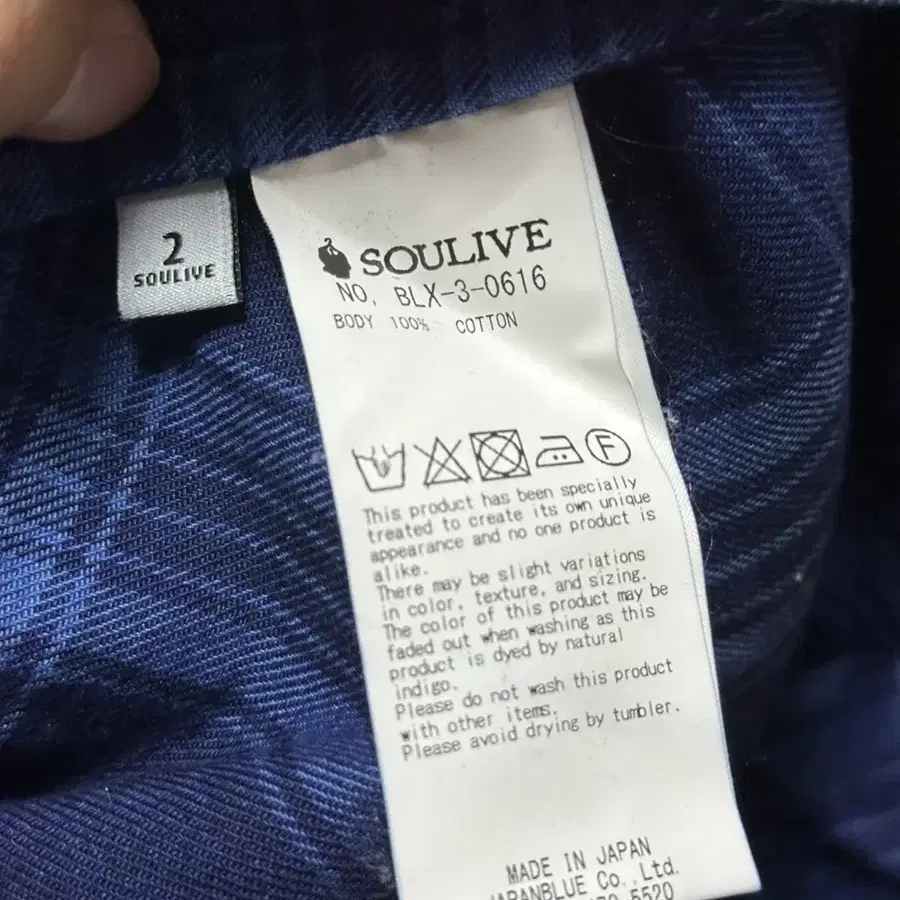 2
SOULIVE
SOULIVE
NO. BLX-3-0616
BODY 100% COTTON
F
This product has been specially
treated to create its own unique
appearance and no one product is
alike.
There may be slight variations
in color, texture, and sizing.
The color of this product may be
faded out when washing as this
product is dyed by natural
indigo.
Please do not wash this product
with other items.
Please avoid drying by tumbler.
MADE IN JAPAN
JAPANBLUE Co.,Ltd.
5520